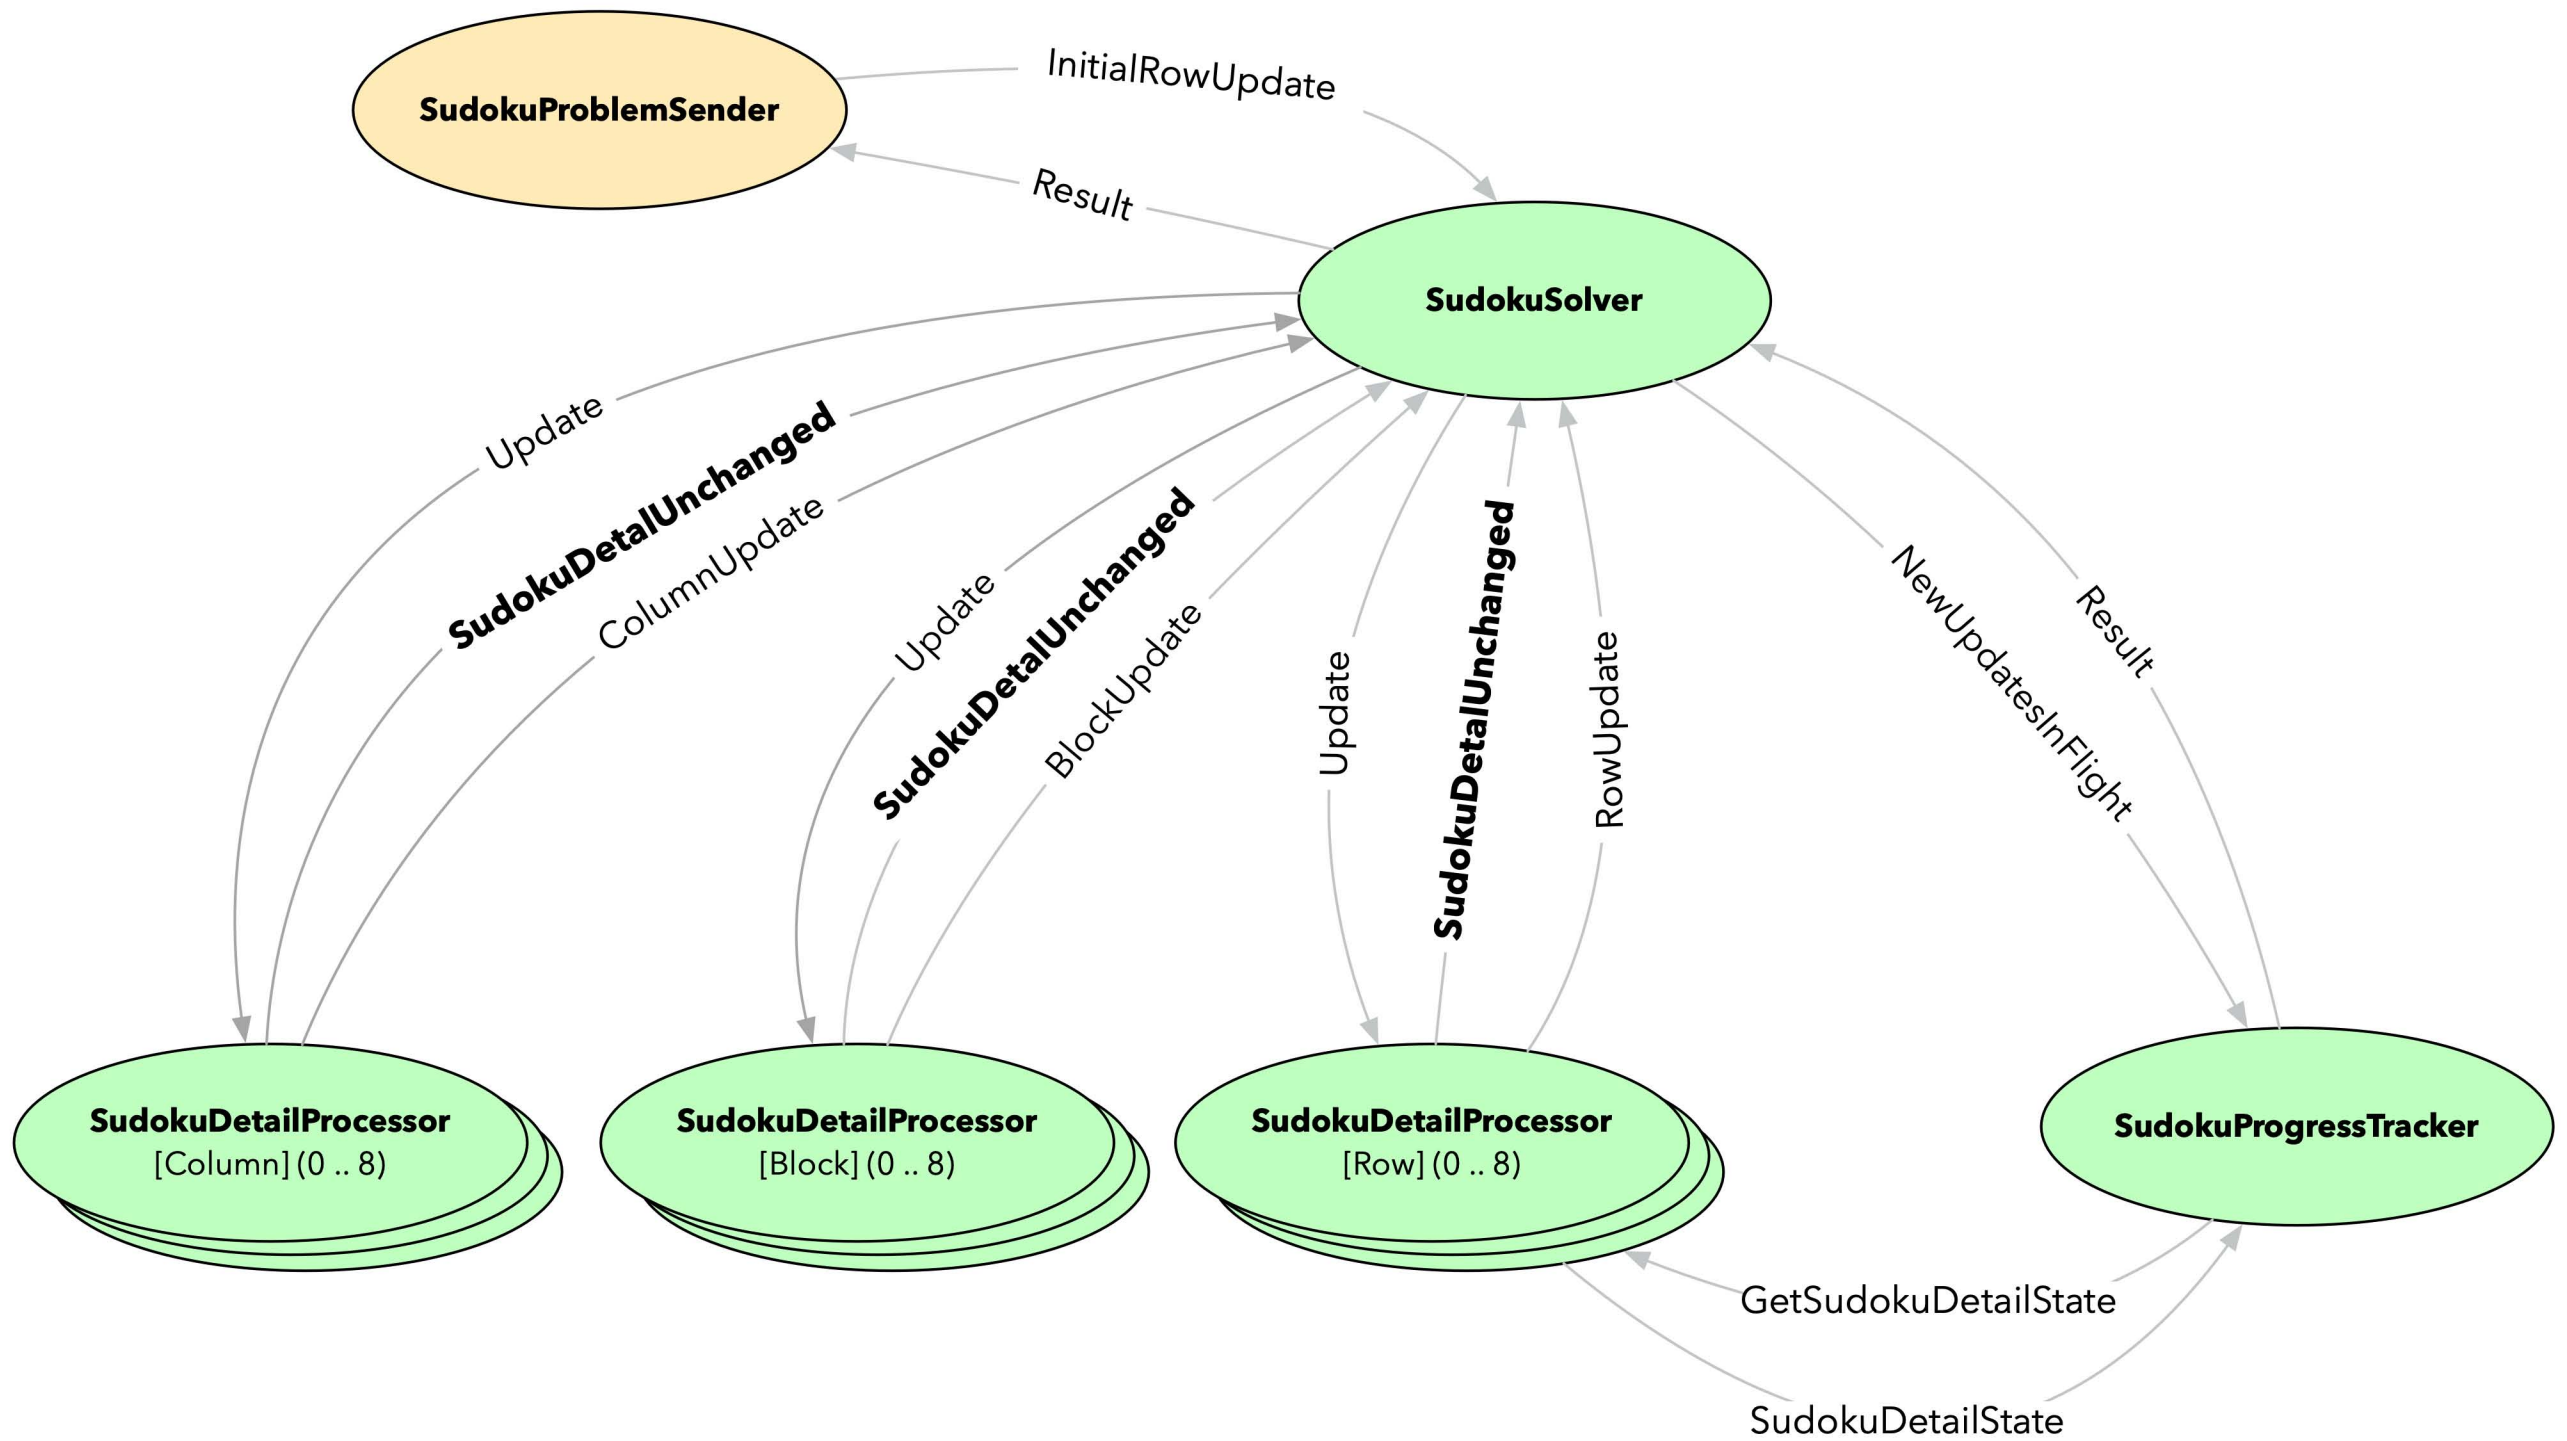 InitialRowUpdate
SudokuProblemSender
Result
SudokuSolver
Update
SudokuDetalUnchanged
ColumnUpdate
Update
SudokuDetalUnchanged
BlockUpdate
Update
SudokuDetalUnchanged
RowUpdate
NewUpdatesInFlight
Result
SudokuDetailProcessor
[Column] (0 .. 8)
SudokuDetailProcessor
[Block] (0 .. 8)
SudokuDetailProcessor
[Row] (0 .. 8)
SudokuProgressTracker
GetSudokuDetailState
SudokuDetailState